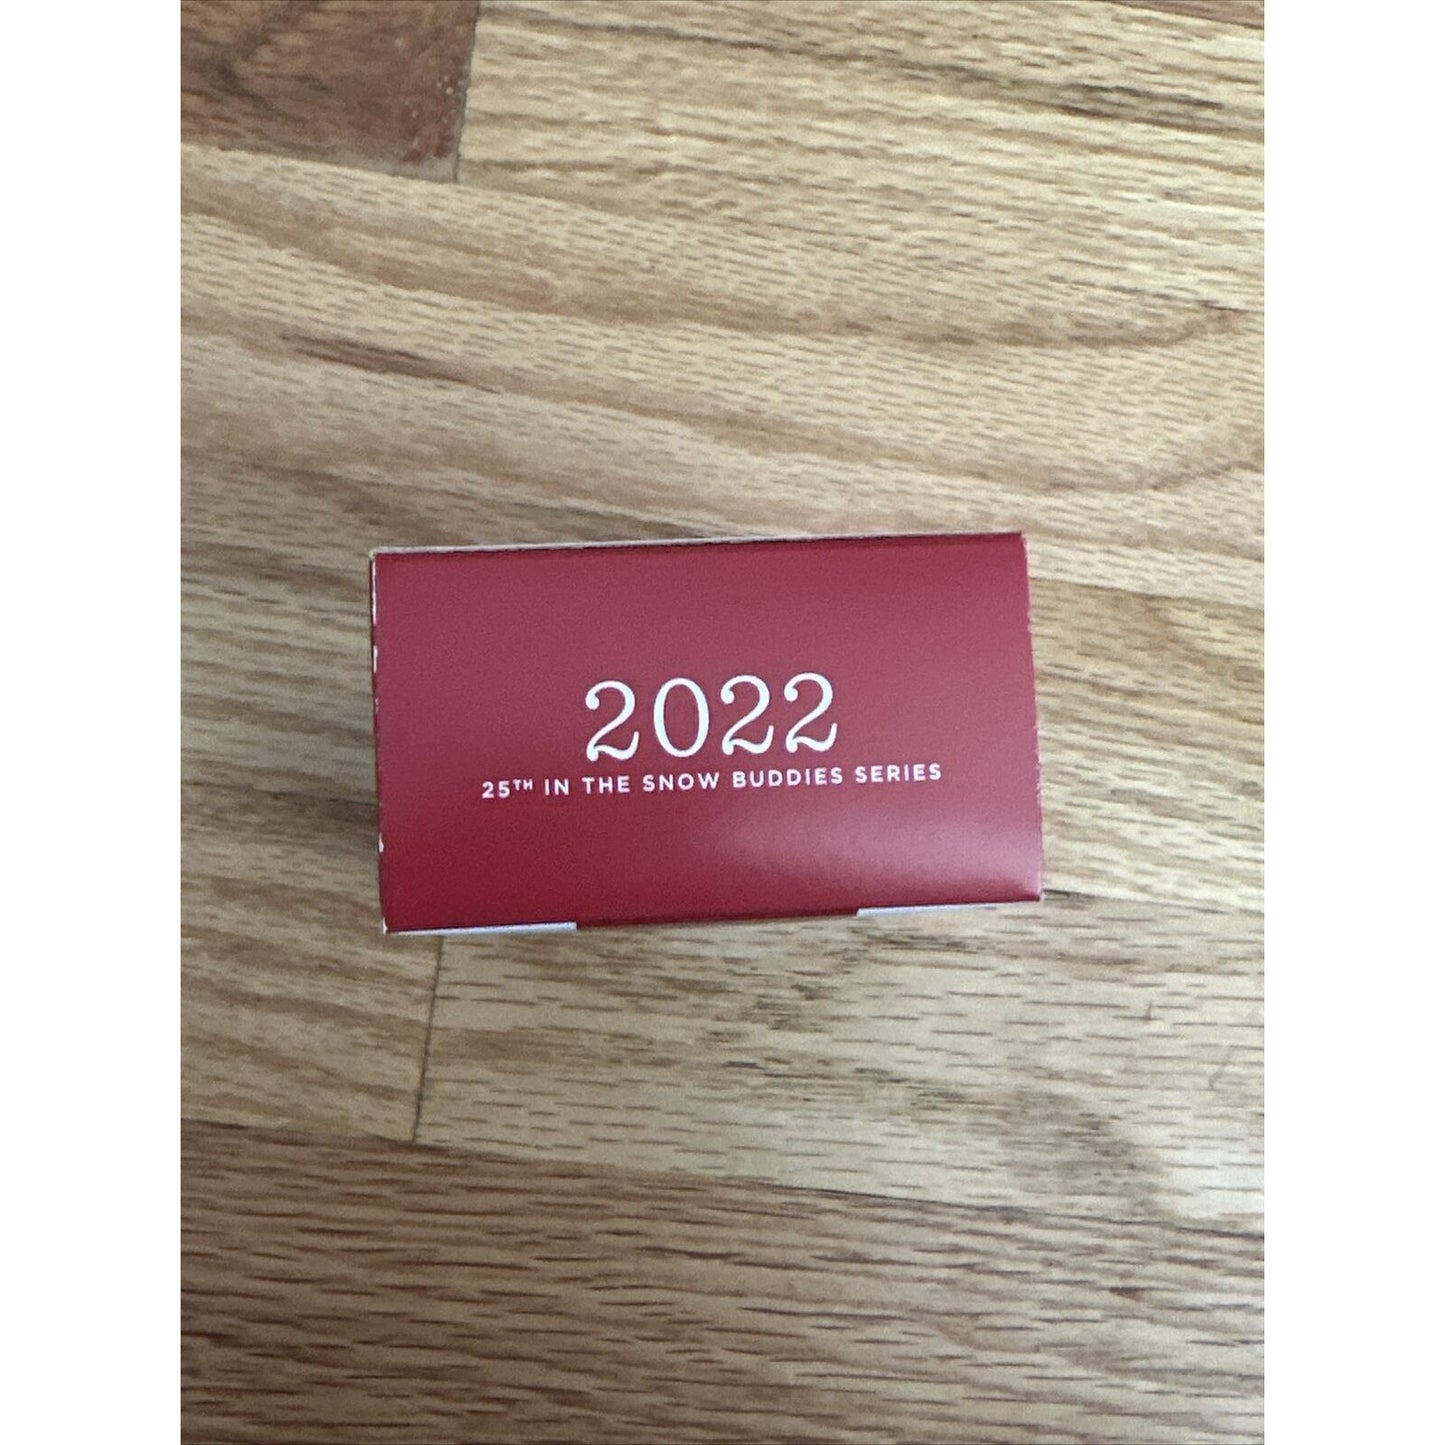 2022
25TH IN THE SNOW BUDDIES SERIES